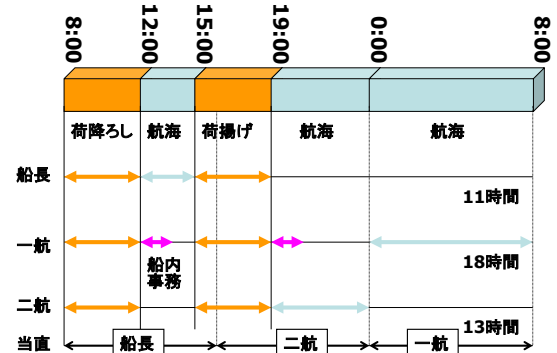 8:00
12:00
15:00
19:00
0:00
8:00
荷降ろし 航海 荷揚げ 航海 航海
船長
11時間
一航
船内
事務
18時間
二航
13時間
当直 船長 二航 一航